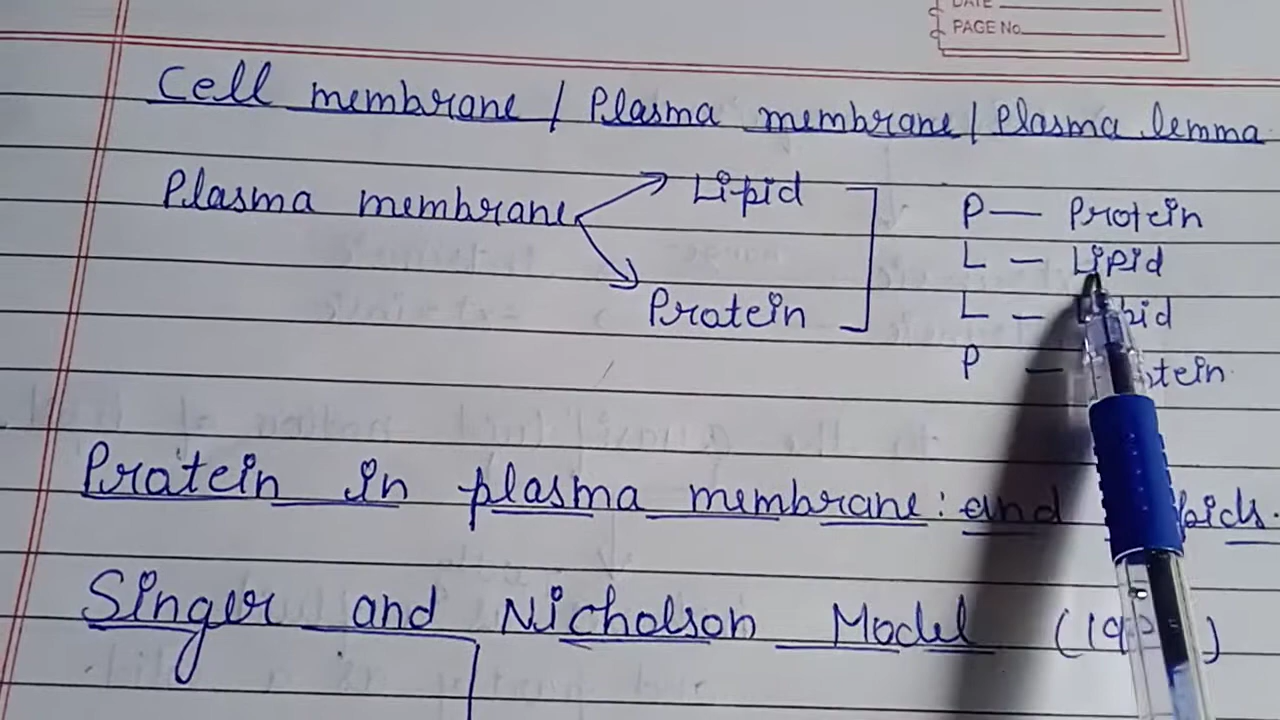 DATE
PAGE No.
Cell membrane / Plasma membrane / Plasma lemma
Plasma membrane
Lipid
Protein
P — Protein
L — Lipid
L —
P —
Protein in plasma membrane: and
Singer and Nicholson Model